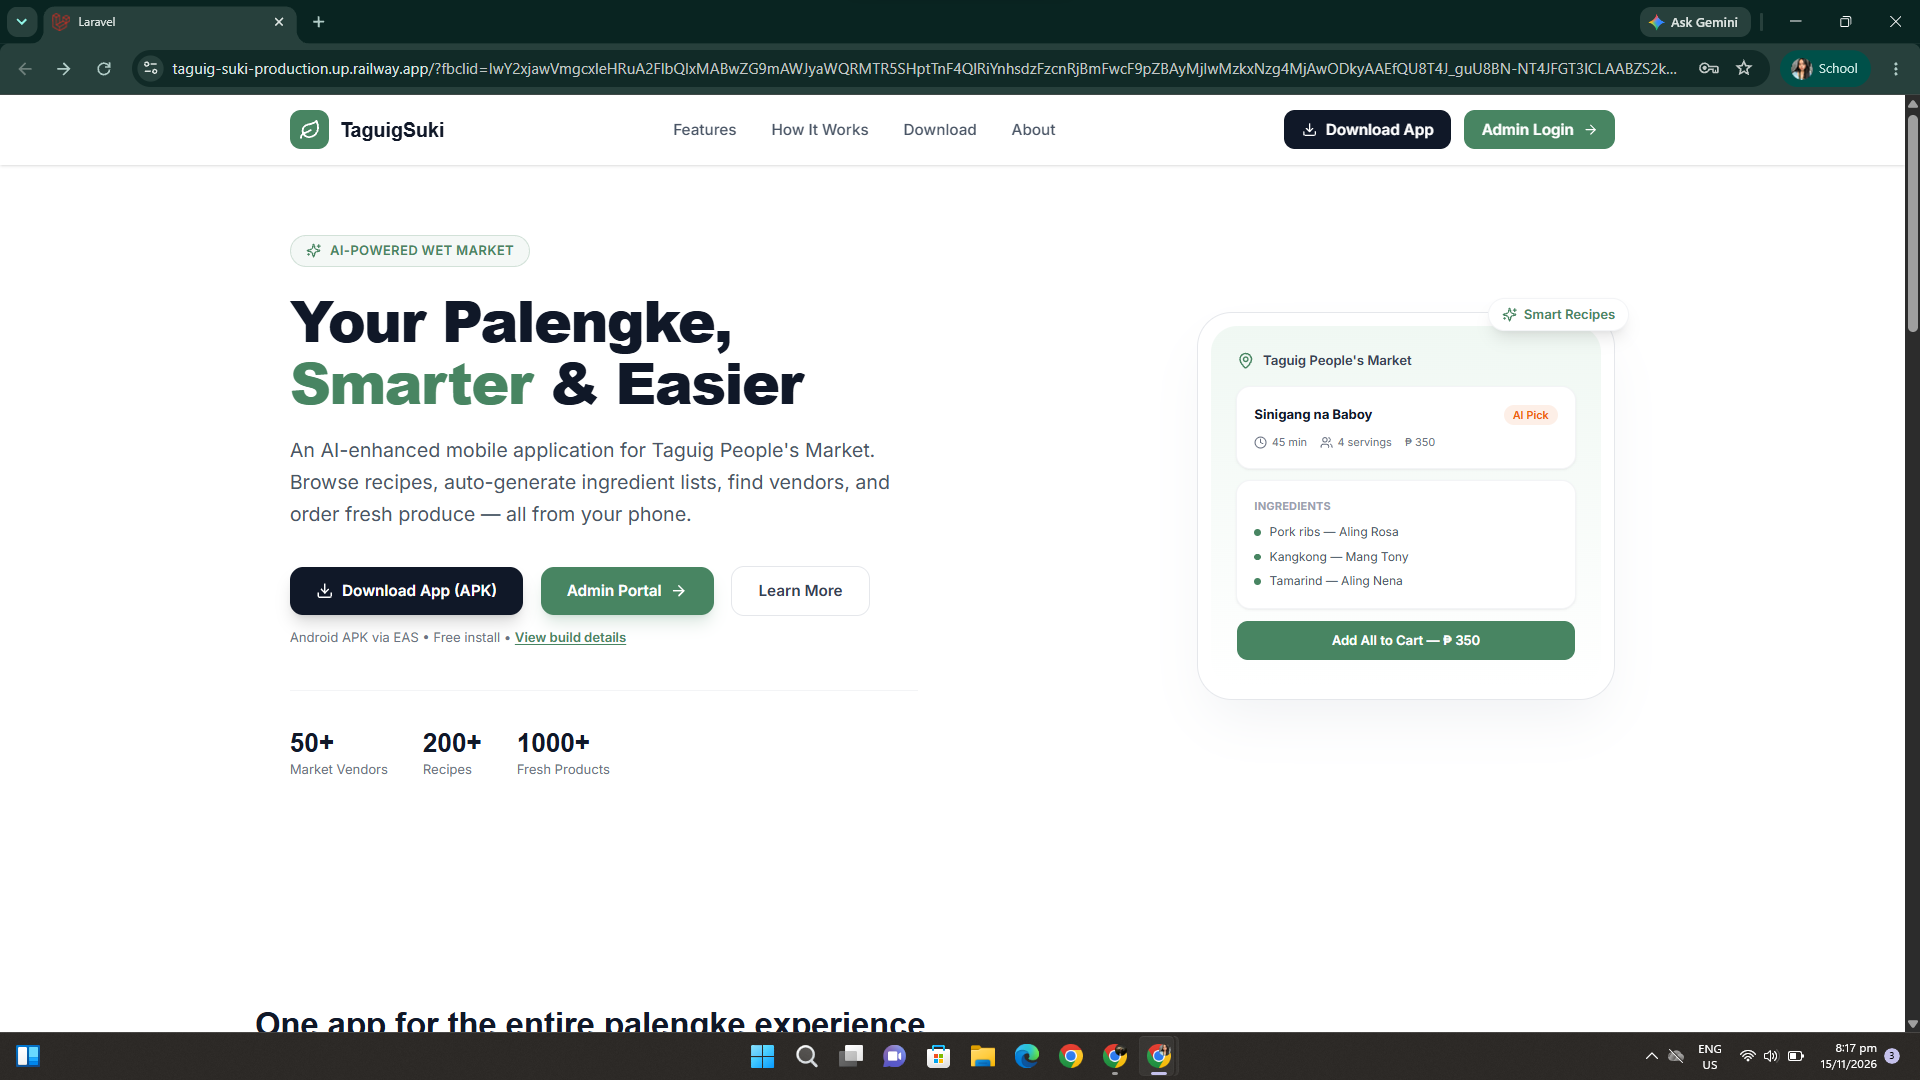 Laravel
Ask Gemini
taguig-suki-production.up.railway.app/?fbclid=
School
TaguigSuki
Features
How It Works
Download
About
Download App
Admin Login
AI-POWERED WET MARKET
Your Palengke,
Smarter & Easier
An AI-enhanced mobile application for Taguig People's Market.
Browse recipes, auto-generate ingredient lists, find vendors, and
order fresh produce — all from your phone.
Download App (APK)
Admin Portal
Learn More
Android APK via EAS • Free install • View build details
50+
Market Vendors
200+
Recipes
1000+
Fresh Products
Smart Recipes
Taguig People's Market
Sinigang na Baboy
AI Pick
45 min
4 servings
₱ 350
INGREDIENTS
Pork ribs — Aling Rosa
Kangkong — Mang Tony
Tamarind — Aling Nena
Add All to Cart — ₱ 350
One app for the entire palengke experience
ENG
US
8:17 pm
15/11/2026
3